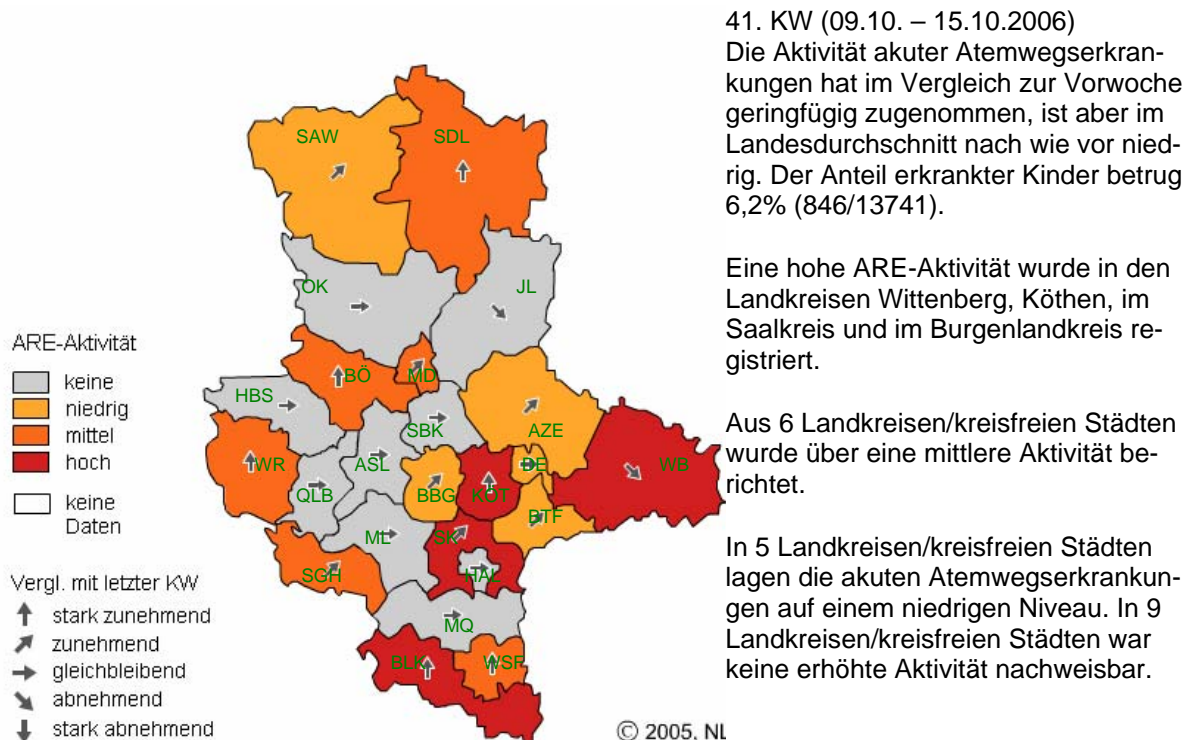 41. KW (09.10. – 15.10.2006)
Die Aktivität akuter Atemwegserkran-
kungen hat im Vergleich zur Vorwoche
geringfügig zugenommen, ist aber im
Landesdurchschnitt nach wie vor nied-
rig. Der Anteil erkrankter Kinder betrug
6,2% (846/13741).
Eine hohe ARE-Aktivität wurde in den
Landkreisen Wittenberg, Köthen, im
Saalkreis und im Burgenlandkreis re-
gistriert.
Aus 6 Landkreisen/kreisfreien Städten
wurde über eine mittlere Aktivität be-
richtet.
In 5 Landkreisen/kreisfreien Städten
lagen die akuten Atemwegserkrankun-
gen auf einem niedrigen Niveau. In 9
Landkreisen/kreisfreien Städten war
keine erhöhte Aktivität nachweisbar.
SAW
SDL
OK
JL
BÖ
MD
HBS
SBK
AZE
WR
ASL
DE
WB
QLB
BBG
KÖT
BTF
ML
SK
SGH
HAL
MQ
BLK
WSF
ARE-Aktivität
keine
niedrig
mittel
hoch
keine
Daten
Vergl. mit letzter KW
stark zunehmend
zunehmend
gleichbleibend
abnehmend
stark abnehmend
© 2005, NL